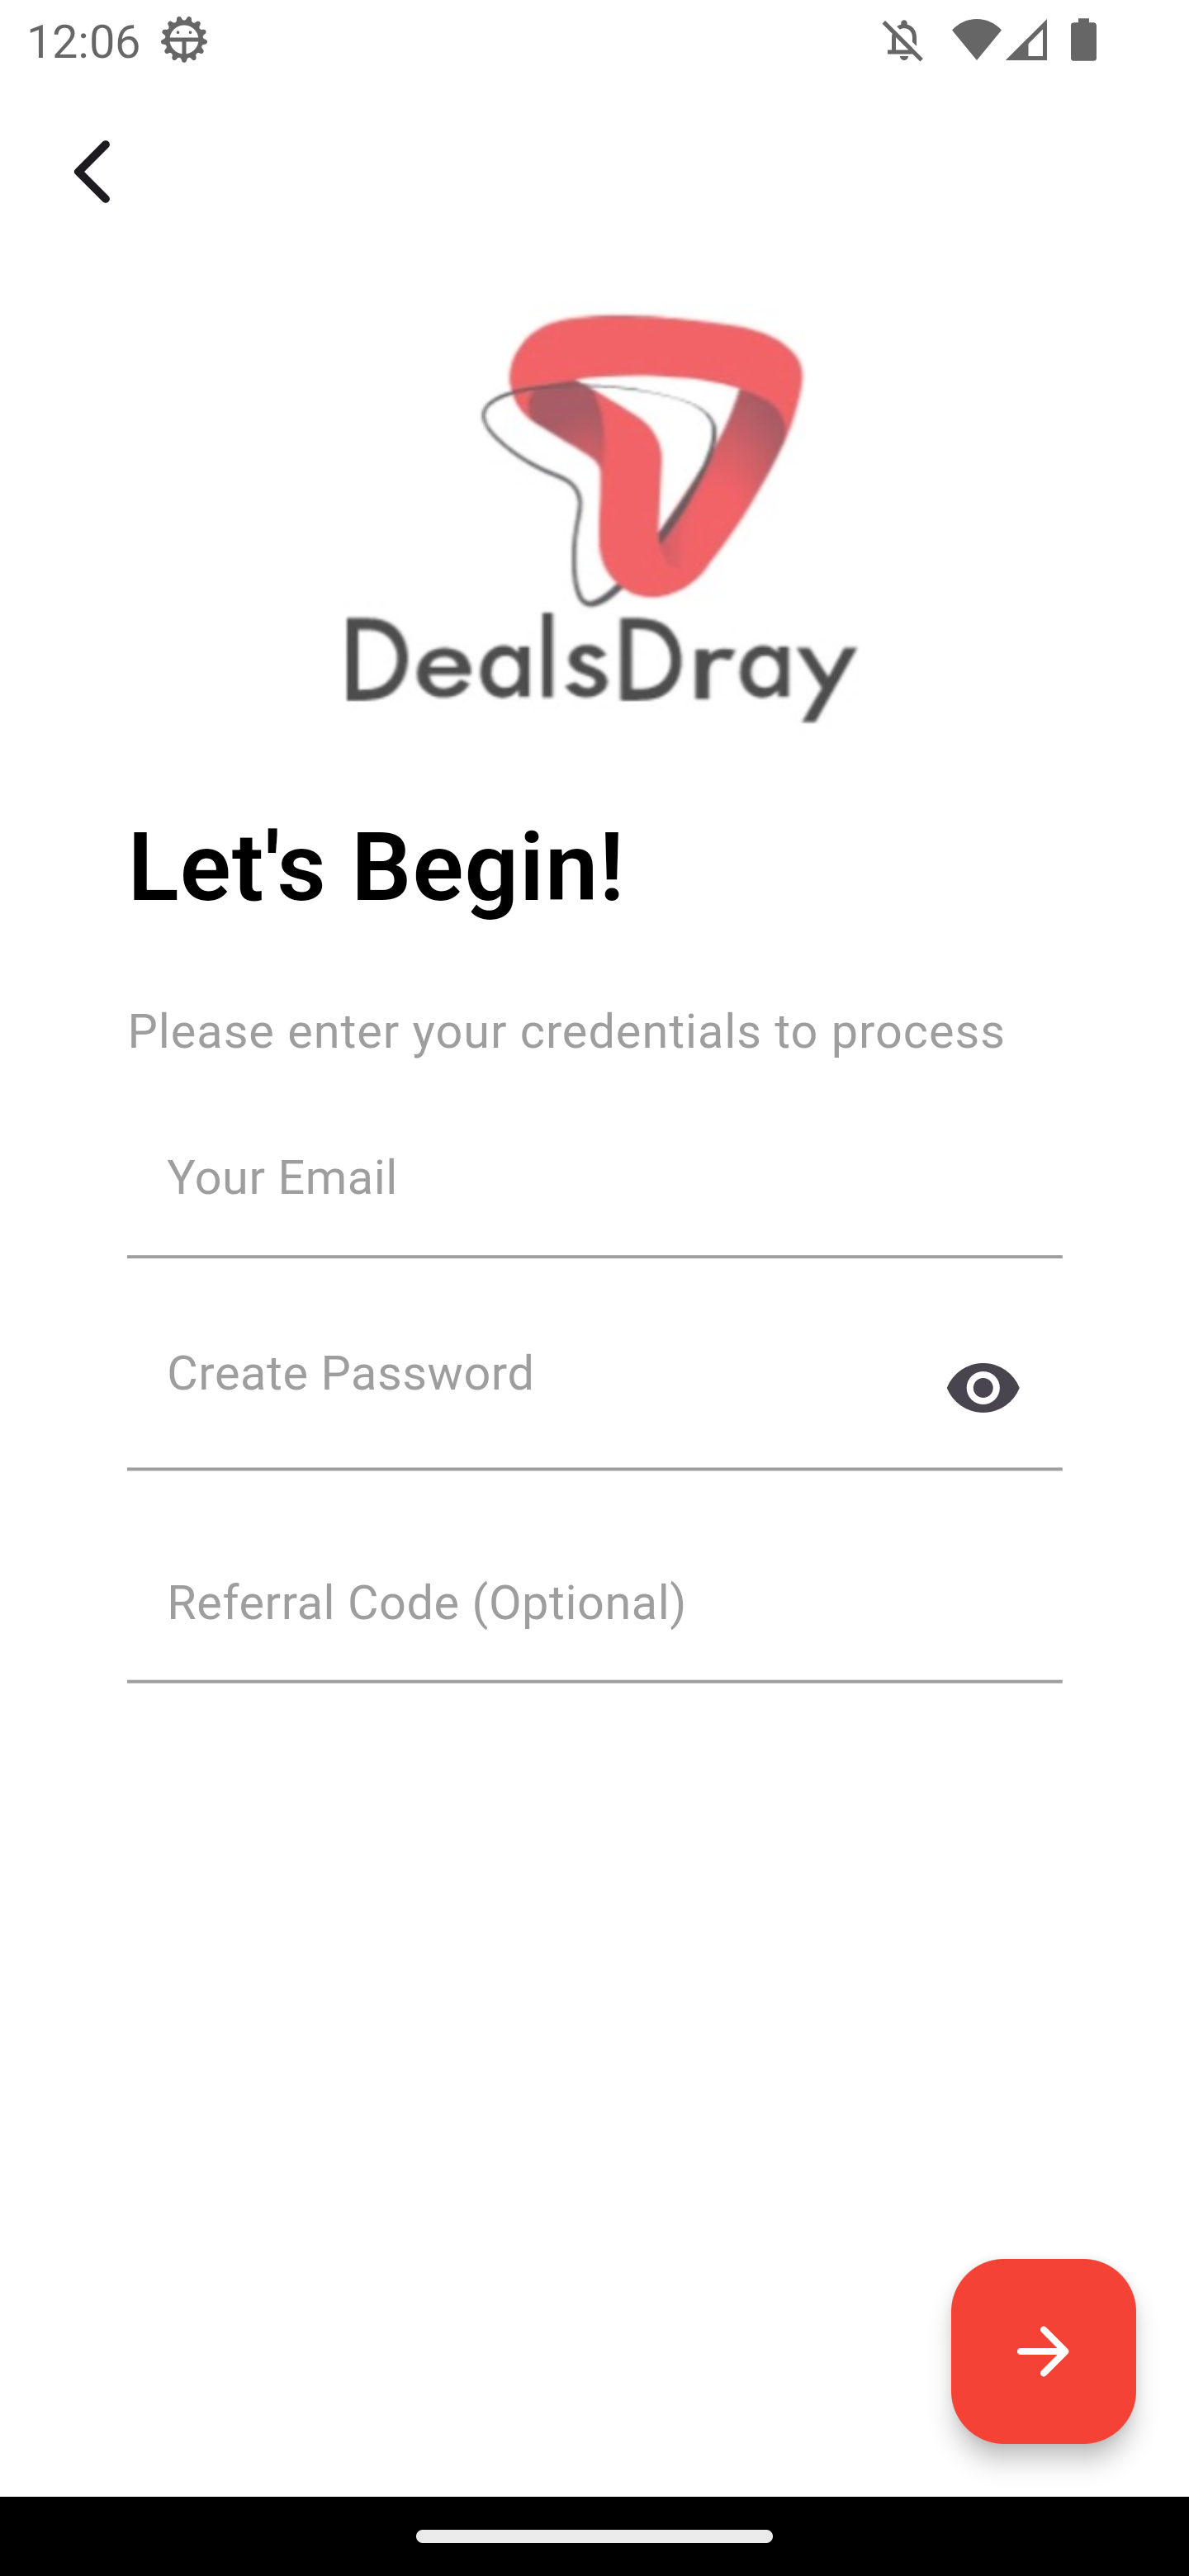 12:06
DealsDray
Let's Begin!
Please enter your credentials to process
Your Email
Create Password
Referral Code (Optional)